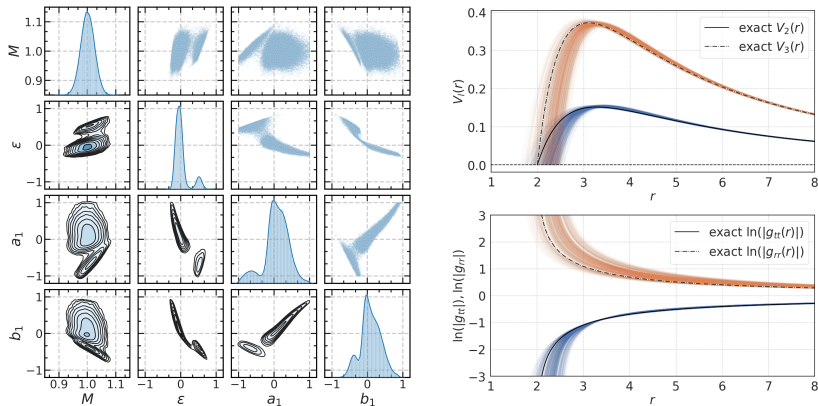 M
1.1
1.0
0.9
ε
1
0
−1
a₁
1
0
−1
b₁
1
0
−1
0.9 1.0 1.1
−1 0 1
−1 0 1
−1 0 1
M
ε
a₁
b₁
Vₗ(r)
0.4
0.3
0.2
0.1
0.0
exact V₂(r)
exact V₃(r)
1 2 3 4 5 6 7 8
r
ln(|gₜₜ|), ln(|gᵣᵣ|)
3
2
1
0
−1
−2
−3
exact ln(|gₜₜ(r)|)
exact ln(|gᵣᵣ(r)|)
1 2 3 4 5 6 7 8
r